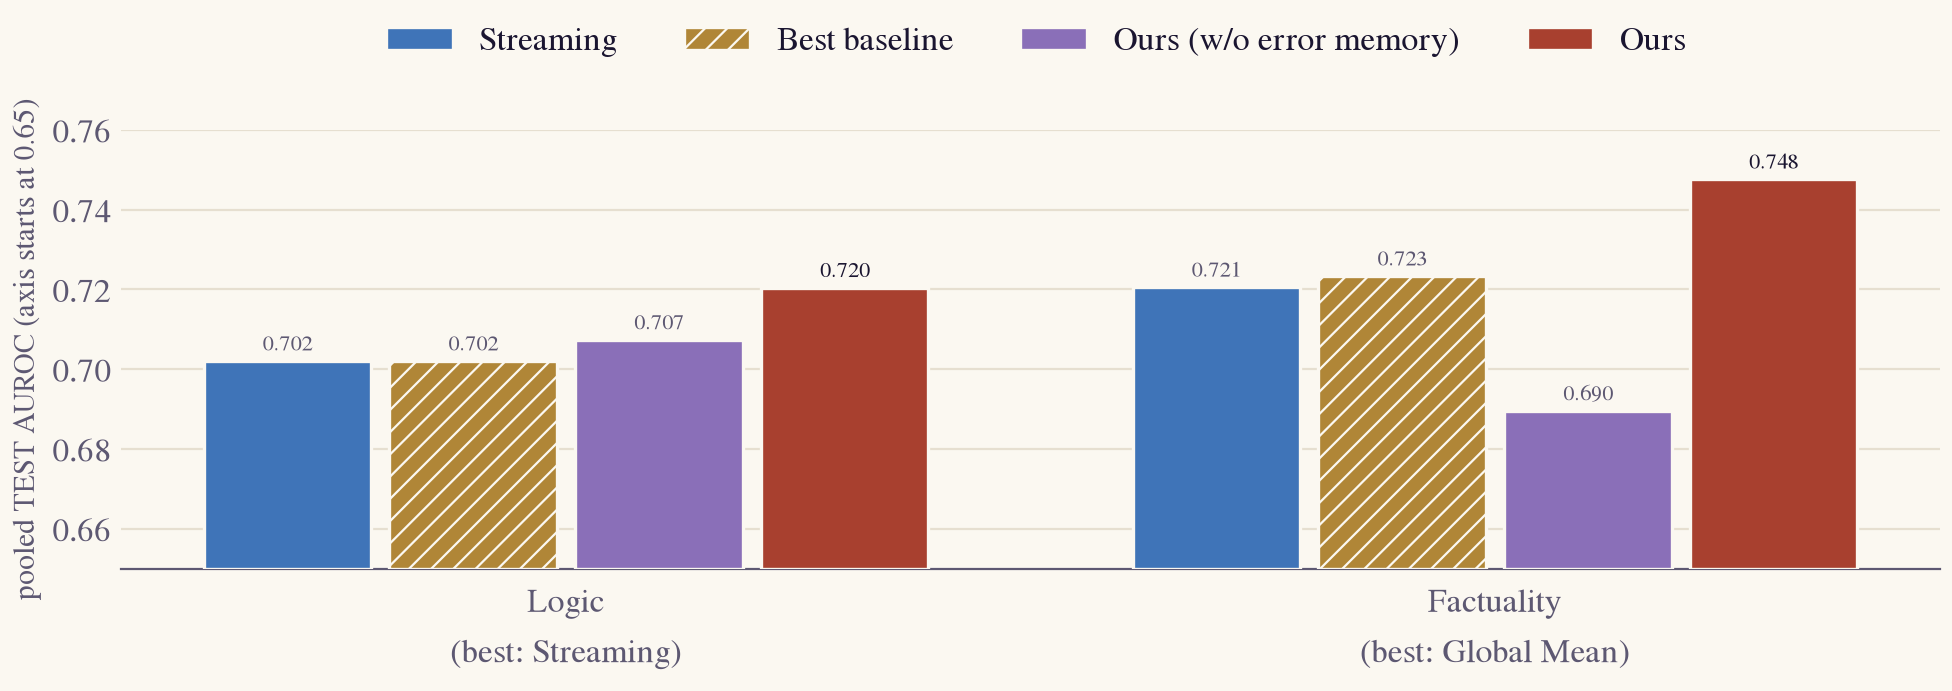 Streaming
Best baseline
Ours (w/o error memory)
Ours
pooled TEST AUROC (axis starts at 0.65)
0.76
0.74
0.72
0.70
0.68
0.66
0.702
0.702
0.707
0.720
0.721
0.723
0.690
0.748
Logic
(best: Streaming)
Factuality
(best: Global Mean)